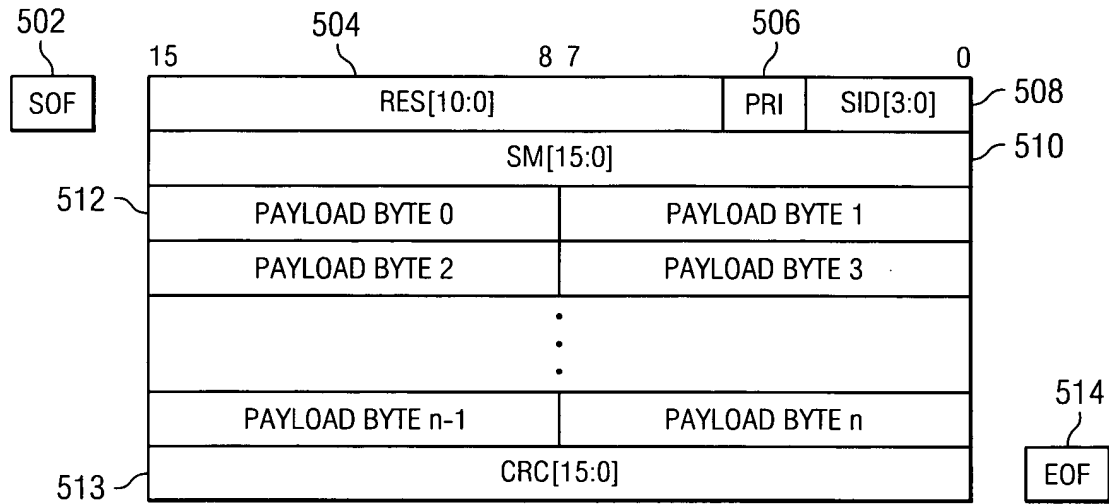 502 504 506
15 8 7 0
SOF RES[10:0] PRI SID[3:0] 508
SM[15:0] 510
512 PAYLOAD BYTE 0 PAYLOAD BYTE 1
PAYLOAD BYTE 2 PAYLOAD BYTE 3
PAYLOAD BYTE n-1 PAYLOAD BYTE n 514
513 CRC[15:0] EOF